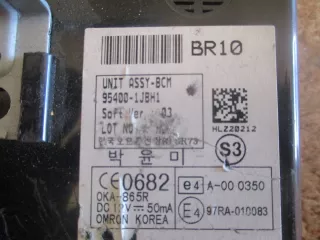 BR10
UNIT ASSY-BCM
95400-1JBH1
Soft Ver 03
LOT NO
HLZ2B212
박윤미
S3
CE0682
e4 A-00 0350
OKA-865R
DC 12V 50mA
E4 97RA-010083
OMRON KOREA